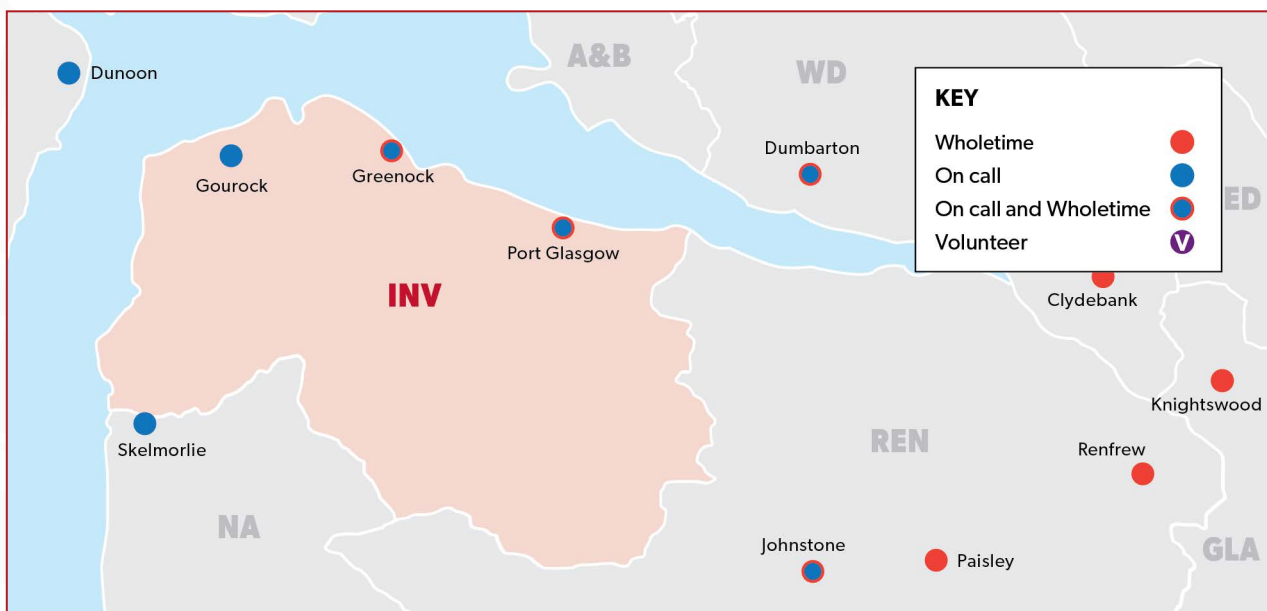 Dunoon
A&B
WD
KEY
Wholetime
On call
On call and Wholetime
Volunteer
V
ED
Dumbarton
Gourock
Greenock
Port Glasgow
INV
Clydebank
Knightswood
Skelmorlie
REN
Renfrew
NA
Johnstone
Paisley
GLA